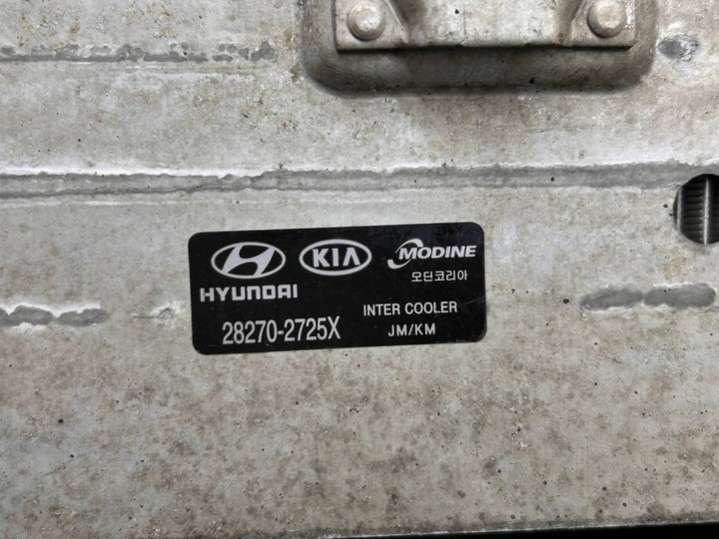 HYUNDAI
KIA
MODINE
모딘코리아
28270-2725X
INTER COOLER
JM/KM